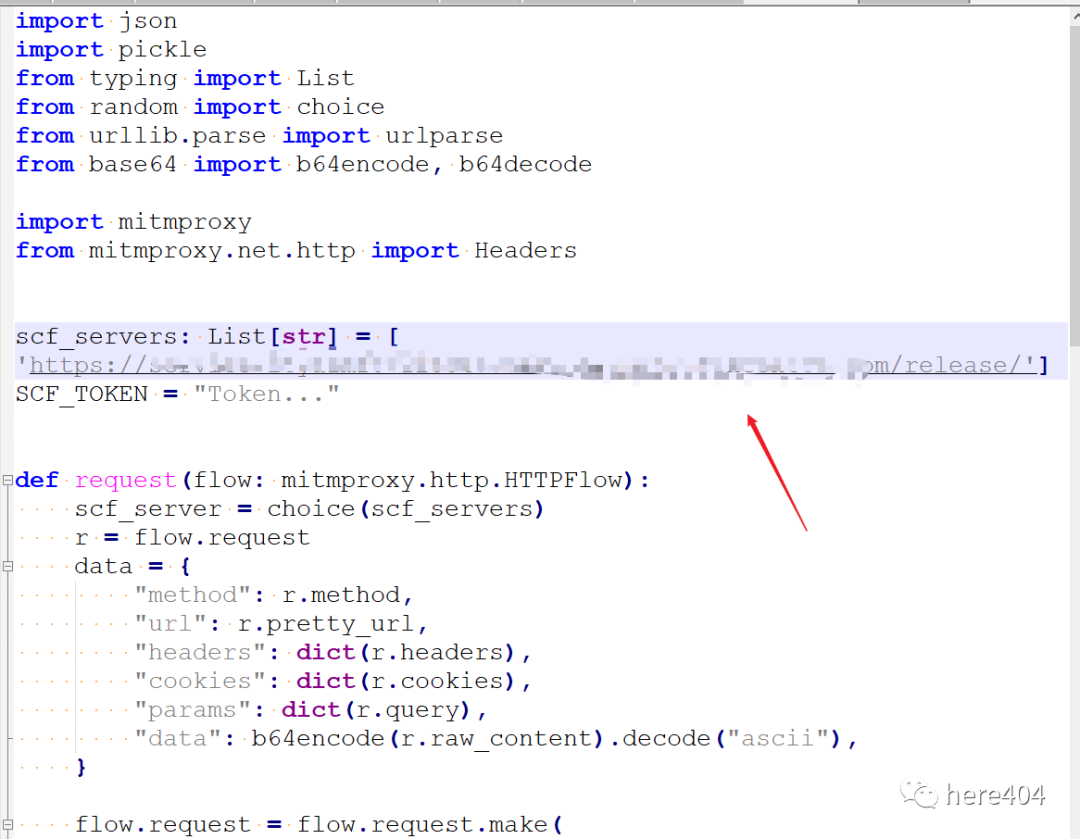 import json
import pickle
from typing import List
from random import choice
from urllib.parse import urlparse
from base64 import b64encode, b64decode
import mitmproxy
from mitmproxy.net.http import Headers
scf_servers: List[str] = [
'https:// om/release/']
SCF_TOKEN = "Token..."
def request(flow: mitmproxy.http.HTTPFlow):
    scf_server = choice(scf_servers)
    r = flow.request
    data = {
        "method": r.method,
        "url": r.pretty_url,
        "headers": dict(r.headers),
        "cookies": dict(r.cookies),
        "params": dict(r.query),
        "data": b64encode(r.raw_content).decode("ascii"),
    }
    flow.request = flow.request.make(
here404